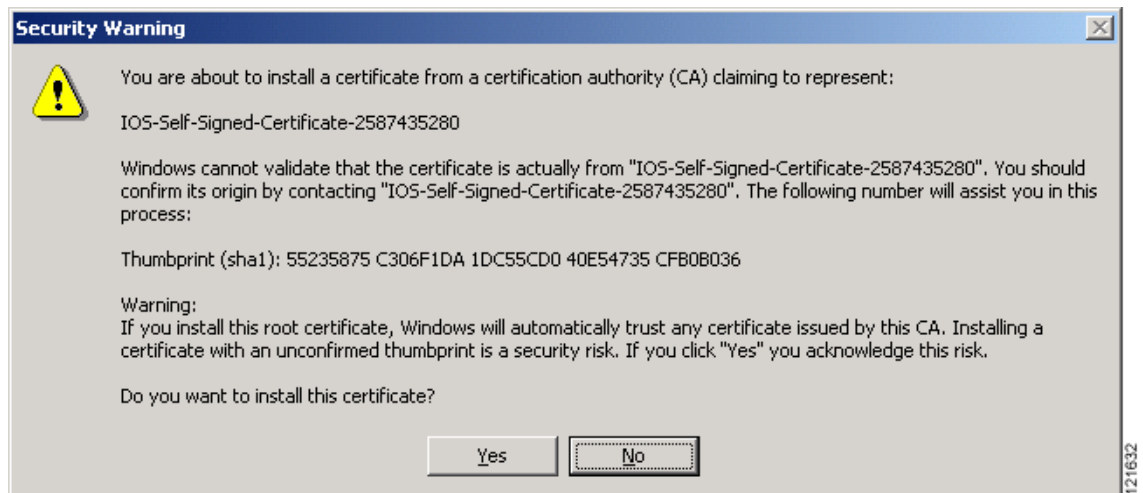 Security Warning
You are about to install a certificate from a certification authority (CA) claiming to represent:
IOS-Self-Signed-Certificate-2587435280
Windows cannot validate that the certificate is actually from "IOS-Self-Signed-Certificate-2587435280". You should
confirm its origin by contacting "IOS-Self-Signed-Certificate-2587435280". The following number will assist you in this
process:
Thumbprint (sha1): 55235875 C306F1DA 1DC55CD0 40E54735 CFB0B036
Warning:
If you install this root certificate, Windows will automatically trust any certificate issued by this CA. Installing a
certificate with an unconfirmed thumbprint is a security risk. If you click "Yes" you acknowledge this risk.
Do you want to install this certificate?
Yes
No
121632